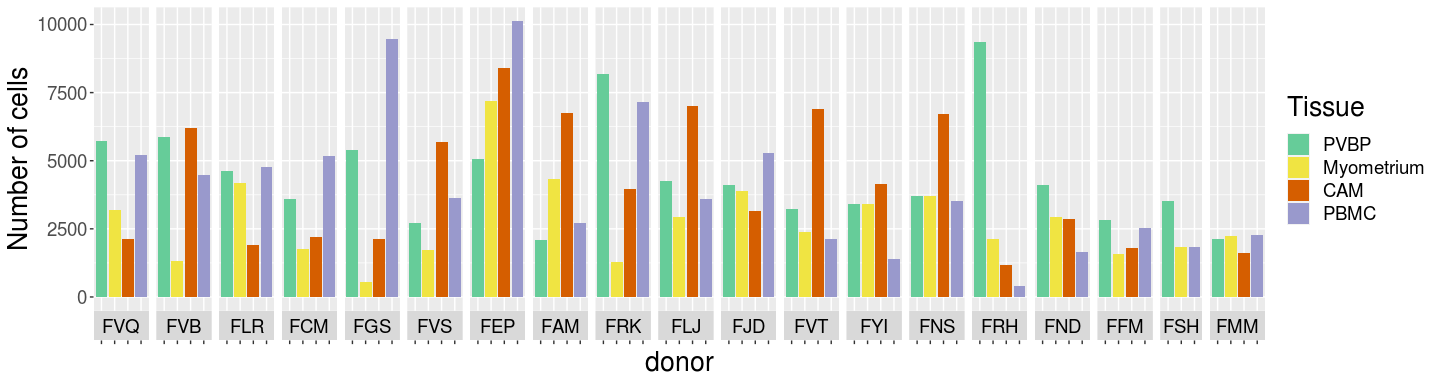 Number of cells
10000
7500
5000
2500
0
FVQ FVB FLR FCM FGS FVS FEP FAM FRK FLJ FJD FVT FYI FNS FRH FND FFM FSH FMM
donor
Tissue
PVBP
Myometrium
CAM
PBMC